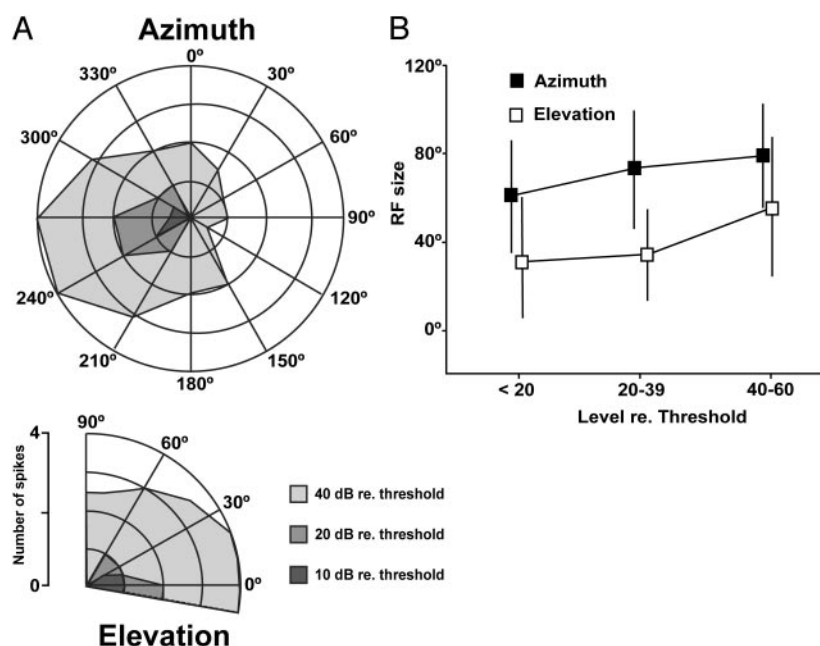 A
Azimuth
0º
30º
60º
90º
120º
150º
180º
210º
240º
300º
330º
4
2
0
Number of spikes
90º
60º
30º
0º
Elevation
40 dB re. threshold
20 dB re. threshold
10 dB re. threshold
B
Azimuth
Elevation
120º
80º
40º
0º
RF size
< 20
20-39
40-60
Level re. Threshold